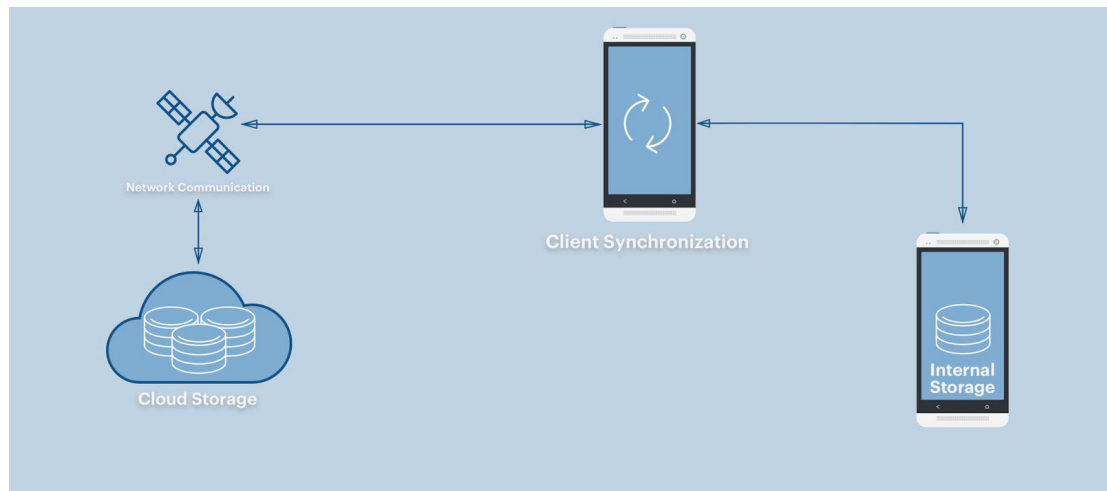 Network Communication
Client Synchronization
Cloud Storage
Internal
Storage